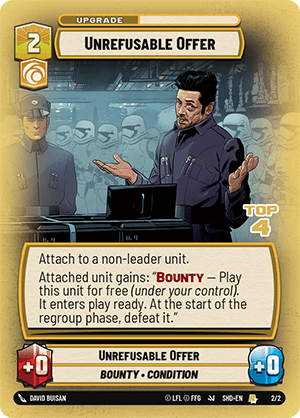 UPGRADE
2
UNREFUSABLE OFFER
TOP
4
Attach to a non-leader unit.
Attached unit gains: “BOUNTY — Play
this unit for free (under your control).
It enters play ready. At the start of the
regroup phase, defeat it.”
+0
UNREFUSABLE OFFER
+0
BOUNTY • CONDITION
DAVID BUISAN
© LFL © FFG
SHD•EN
2/2